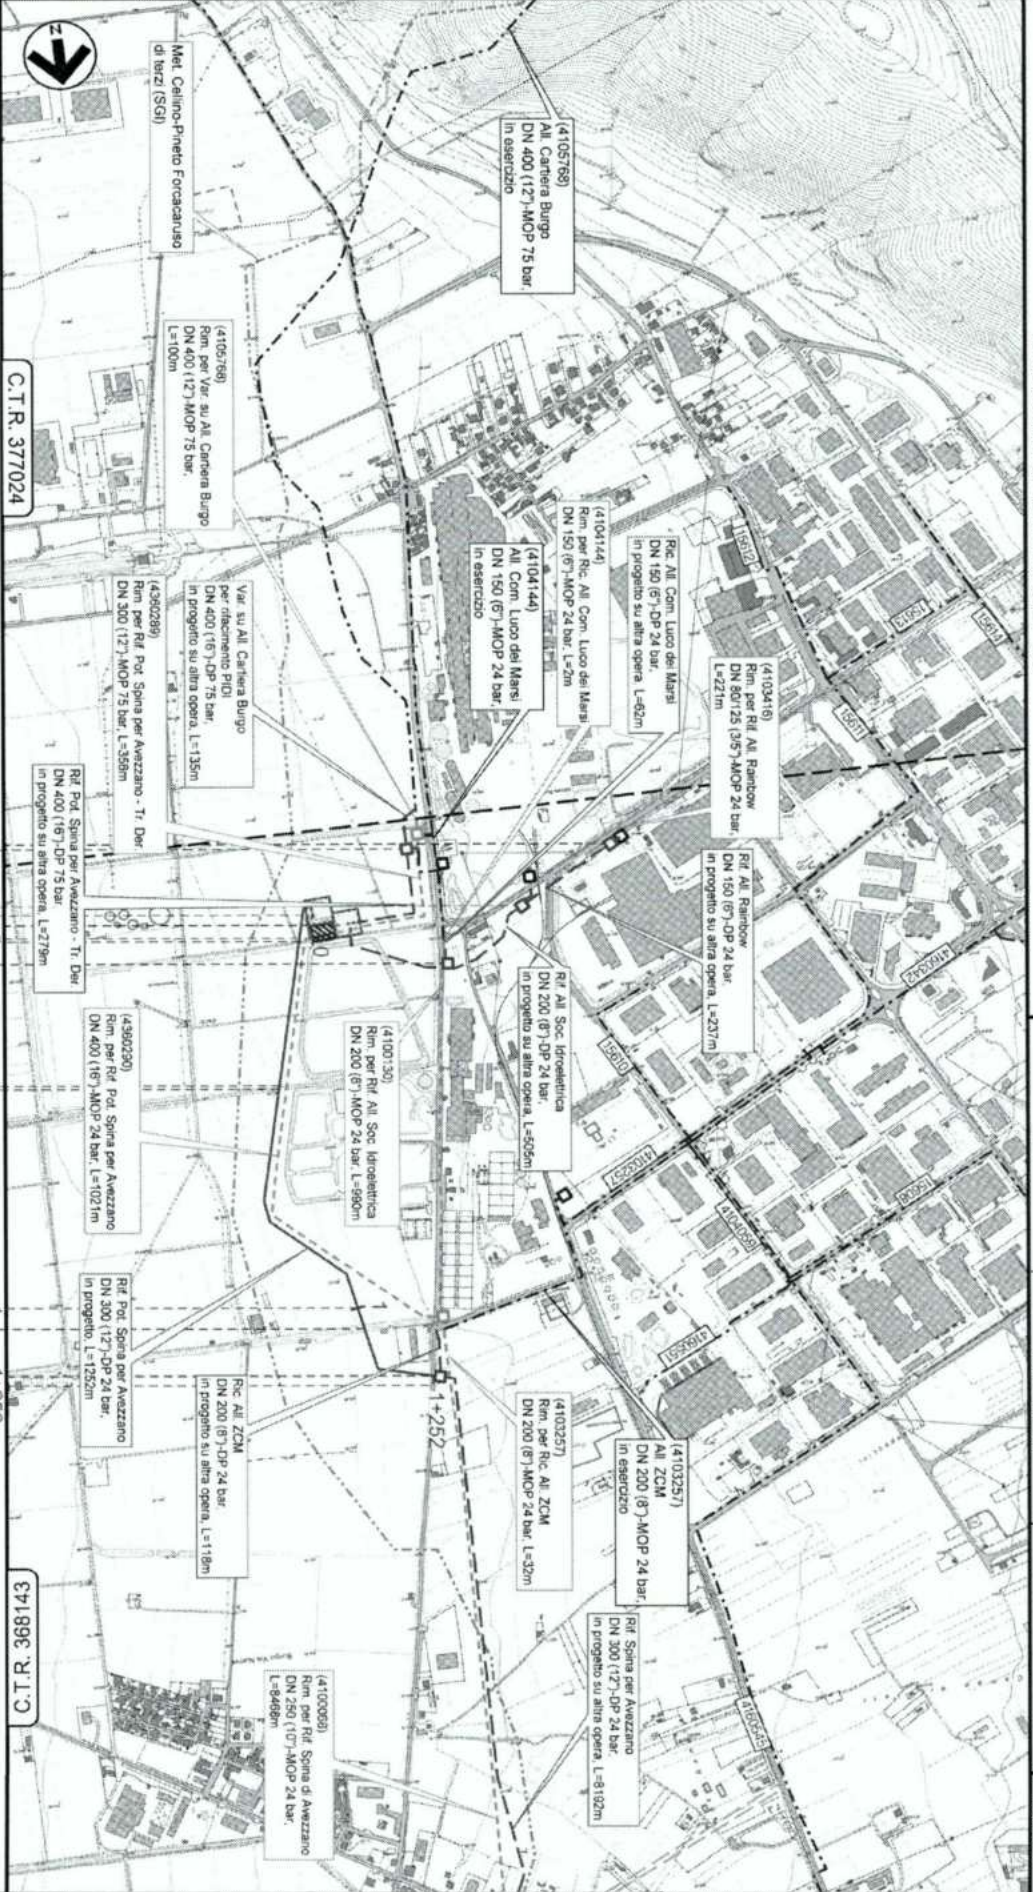 N
Met. Cellino-Pineto Forcacaruso
di terzi (SGI)
(4105768)
All. Cartiera Burgo
DN 400 (12")-MOP 75 bar,
in esercizio
(4105768)
Rim. per Var. su All. Cartiera Burgo
DN 400 (12")-MOP 75 bar,
L=100m
C.T.R. 377024
(4104144)
Rim. per Ric. All. Com. Luco dei Marsi
DN 150 (6")-MOP 24 bar, L=2m
Ric. All. Com. Luco dei Marsi
DN 150 (6")-DP 24 bar,
in progetto su altra opera, L=62m
(4104144)
All. Com. Luco dei Marsi
DN 150 (6")-MOP 24 bar,
in esercizio
Var. su All. Cartiera Burgo
per rifacimento PIDI
DN 400 (16")-DP 75 bar,
in progetto su altra opera, L=135m
(4360289)
Rim. per Rif. Pot. Spina per Avezzano - Tr. Der.
DN 300 (12")-MOP 75 bar, L=358m
(4103416)
Rim. per Rif. All. Rainbow
DN 80/125 (3/5")-MOP 24 bar,
L=221m
Rif. All. Rainbow
DN 150 (6")-DP 24 bar,
in progetto su altra opera, L=237m
Rif. Pot. Spina per Avezzano - Tr. Der.
DN 400 (16")-DP 75 bar
in progetto su altra opera, L=279m
Rif. All. Soc. Idroelettrica
DN 200 (8")-DP 24 bar,
in progetto su altra opera, L=505m
(4100130)
Rim. per Rif. All. Soc. Idroelettrica
DN 200 (8")-MOP 24 bar, L=990m
(4360290)
Rim. per Rif. Pot. Spina per Avezzano
DN 400 (16")-MOP 24 bar, L=1021m
Rif. Pot. Spina per Avezzano
DN 300 (12")-DP 24 bar,
in progetto, L=1252m
Ric. All. ZCM
DN 200 (8")-DP 24 bar,
in progetto su altra opera, L=118m
1+252
(4103257)
Rim. per Ric. All. ZCM
DN 200 (8")-MOP 24 bar, L=32m
(4103257)
All. ZCM
DN 200 (8")-MOP 24 bar,
in esercizio
Rif. Spina per Avezzano
DN 300 (12")-DP 24 bar,
in progetto su altra opera, L=8192m
(4100066)
Rim. per Rif. Spina di Avezzano
DN 250 (10")-MOP 24 bar,
L=8468m
C.T.R. 368143
15612
15613
15614
15611
4160342
15610
4103257
4104058
15608
4160551